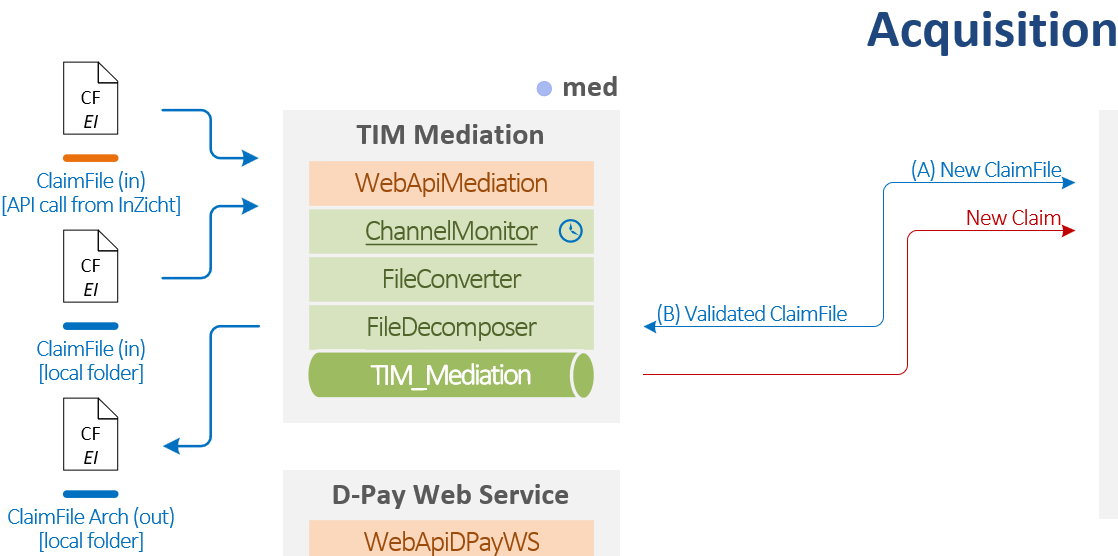 Acquisition
med
CF
EI
ClaimFile (in)
[API call from InZicht]
CF
EI
ClaimFile (in)
[local folder]
CF
EI
ClaimFile Arch (out)
[local folder]
TIM Mediation
WebApiMediation
ChannelMonitor
FileConverter
FileDecomposer
TIM_Mediation
D-Pay Web Service
WebApiDPayWS
(A) New ClaimFile
New Claim
(B) Validated ClaimFile